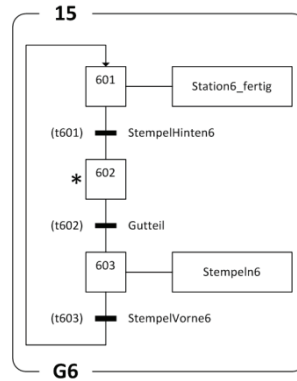 15
601
Station6_fertig
(t601) StempelHinten6
* 602
(t602) Gutteil
603
Stempeln6
(t603) StempelVorne6
G6